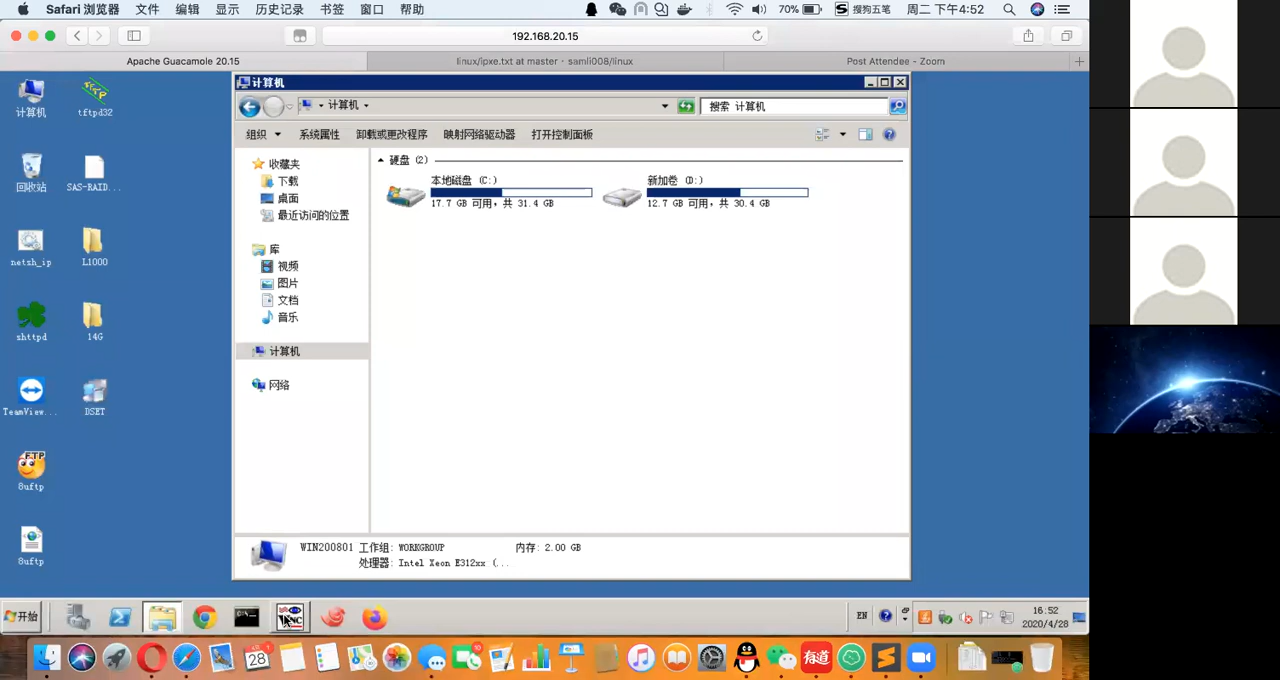 Safari 浏览器 文件 编辑 显示 历史记录 书签 窗口 帮助 70% S 搜狗五笔 周二 下午4:52
192.168.20.15
Apache Guacamole 20.15 linux/ipxe.txt at master · samli008/linux Post Attendee - Zoom
计算机
计算机 搜索 计算机
组织 系统属性 卸载或更改程序 映射网络驱动器 打开控制面板
收藏夹
下载
桌面
最近访问的位置
库
视频
图片
文档
音乐
计算机
网络
硬盘 (2)
本地磁盘 (C:)
17.7 GB 可用, 共 31.4 GB
新加卷 (D:)
12.7 GB 可用, 共 30.4 GB
WIN200801 工作组: WORKGROUP 内存: 2.00 GB
处理器: Intel Xeon E312xx (...
计算机
TFTP
tftpd32
回收站
SAS-RAID...
netsh_ip
L1000
shttpd
14G
TeamView...
DSET
FTP
8uftp
8uftp
开始
EN
16:52
2020/4/28
28
有道